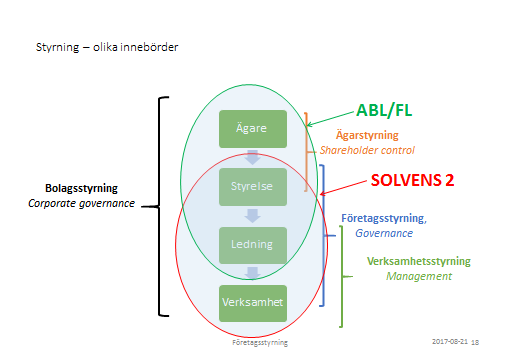 Styrning – olika innebörder
ABL/FL
Ägare
Ägarstyrning
Shareholder control
Styrelse
SOLVENS 2
Bolagsstyrning
Corporate governance
Företagsstyrning,
Governance
Ledning
Verksamhetsstyrning
Management
Verksamhet
Företagsstyrning
2017-08-21 18